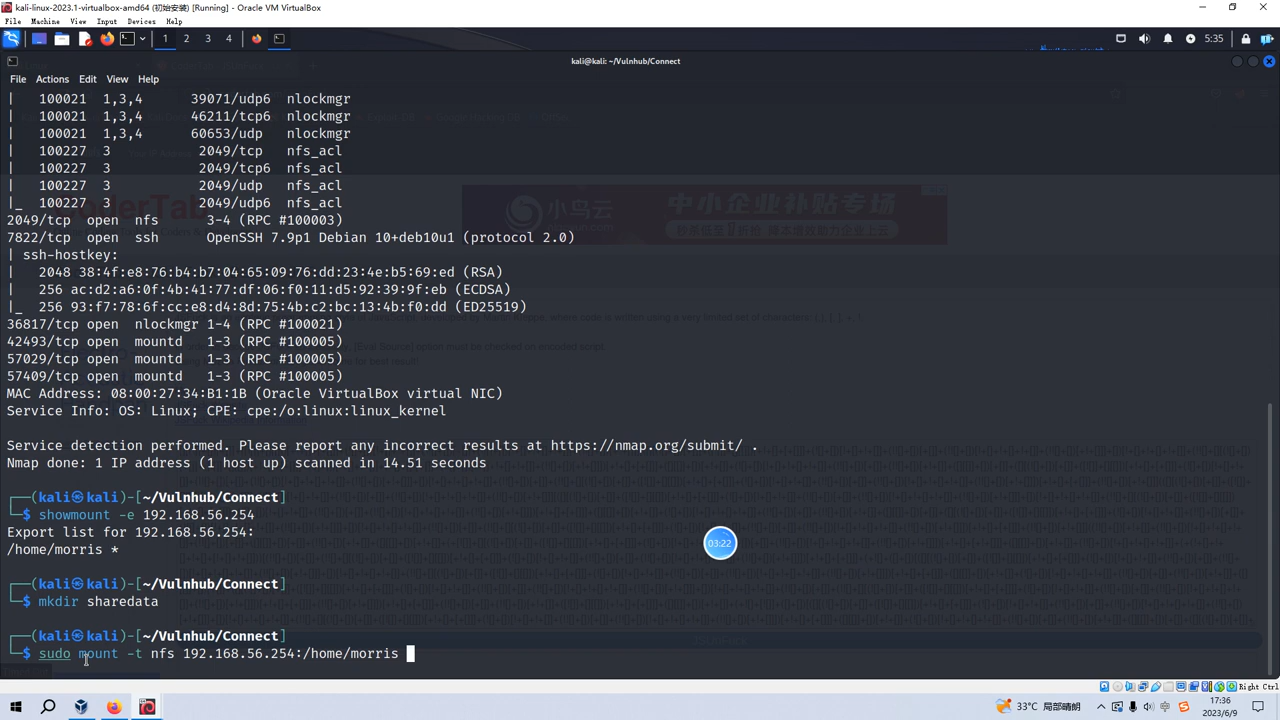 kali-linux-2023.1-virtualbox-amd64 (初始安装) [Running] - Oracle VM VirtualBox
File Machine View Input Devices Help
1 2 3 4 5:35
kali@kali: ~/Vulnhub/Connect
File Actions Edit View Help
| 100021 1,3,4 39071/udp6 nlockmgr
| 100021 1,3,4 46211/tcp6 nlockmgr
| 100021 1,3,4 60653/udp nlockmgr
| 100227 3 2049/tcp nfs_acl
| 100227 3 2049/tcp6 nfs_acl
| 100227 3 2049/udp nfs_acl
|_ 100227 3 2049/udp6 nfs_acl
2049/tcp open nfs 3-4 (RPC #100003)
7822/tcp open ssh OpenSSH 7.9p1 Debian 10+deb10u1 (protocol 2.0)
| ssh-hostkey:
| 2048 38:4f:e8:76:b4:b7:04:65:09:76:dd:23:4e:b5:69:ed (RSA)
| 256 ac:d2:a6:0f:4b:41:77:df:06:f0:11:d5:92:39:9f:eb (ECDSA)
|_ 256 93:f7:78:6f:cc:e8:d4:8d:75:4b:c2:bc:13:4b:f0:dd (ED25519)
36817/tcp open nlockmgr 1-4 (RPC #100021)
42493/tcp open mountd 1-3 (RPC #100005)
57029/tcp open mountd 1-3 (RPC #100005)
57409/tcp open mountd 1-3 (RPC #100005)
MAC Address: 08:00:27:34:B1:1B (Oracle VirtualBox virtual NIC)
Service Info: OS: Linux; CPE: cpe:/o:linux:linux_kernel
Service detection performed. Please report any incorrect results at https://nmap.org/submit/ .
Nmap done: 1 IP address (1 host up) scanned in 14.51 seconds
┌──(kali㉿kali)-[~/Vulnhub/Connect]
└─$ showmount -e 192.168.56.254
Export list for 192.168.56.254:
/home/morris *
┌──(kali㉿kali)-[~/Vulnhub/Connect]
└─$ mkdir sharedata
┌──(kali㉿kali)-[~/Vulnhub/Connect]
└─$ sudo mount -t nfs 192.168.56.254:/home/morris
03:22
小鸟云
中小企业补贴专场
Right Ctrl
33°C 局部晴朗
中
17:36
2023/6/9